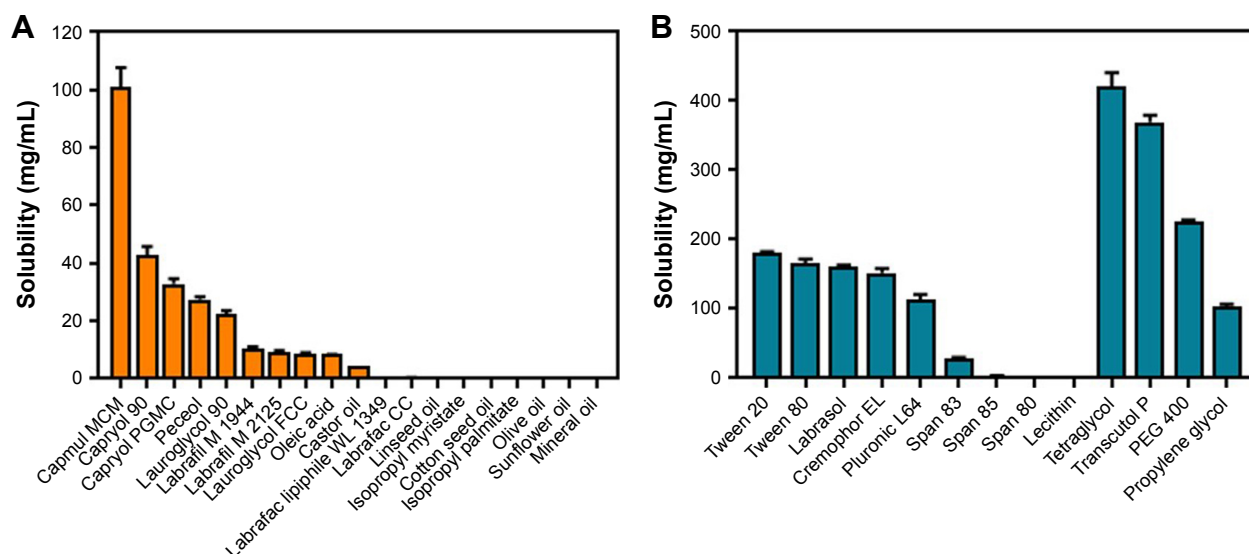 A
Solubility (mg/mL)
120
100
80
60
40
20
0
Capmul MCM
Capnyol 90
Capryol PGMC
Peceol
Lauroglycol 90
Labrafil M 1944
Labrafil M 2125
Lauroglycol FCC
Oleic acid
Castor oil
Labrafac lipiphile WL 1349
Labrafac CC
Linseed oil
Isopropyl myristate
Cotton seed oil
Isopropyl palmitate
Olive oil
Sunflower oil
Mineral oil
B
Solubility (mg/mL)
500
400
300
200
100
0
Tween 20
Tween 80
Labrasol
Cremophor EL
Pluronic L64
Span 83
Span 85
Span 80
Lecithin
Tetraglycol
Transcutol P
PEG 400
Propylene glycol